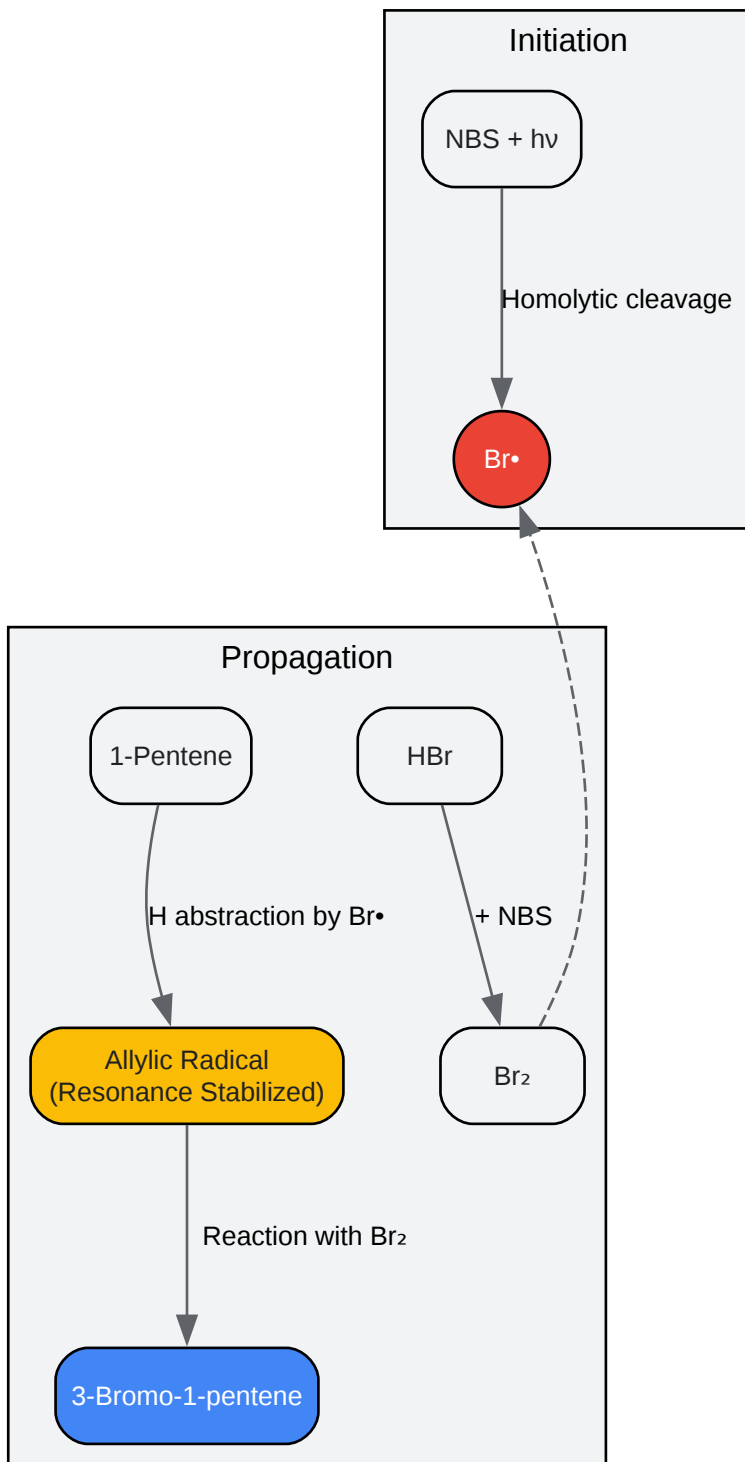 Initiation
NBS + hν
Homolytic cleavage
Br•
Propagation
1-Pentene
HBr
H abstraction by Br•
+ NBS
Allylic Radical
(Resonance Stabilized)
Br₂
Reaction with Br₂
3-Bromo-1-pentene